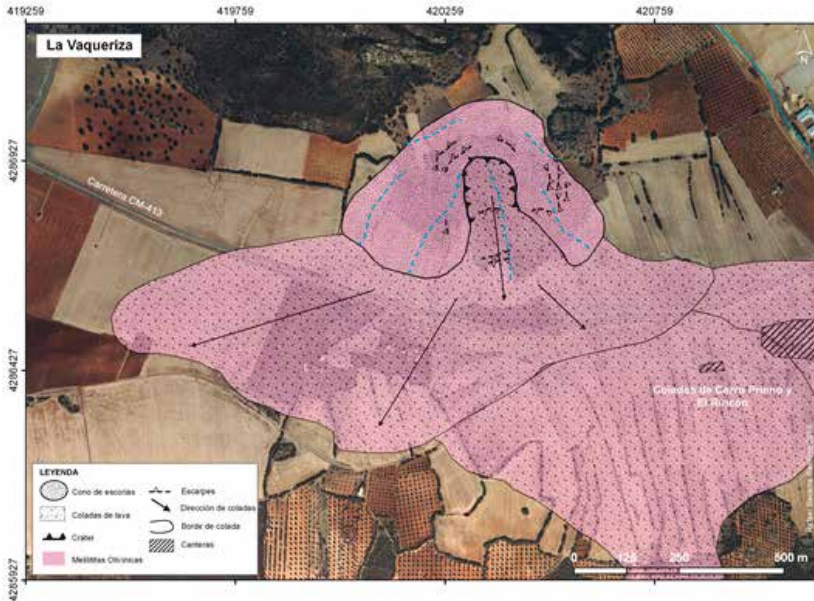 419259 419759 420259 420759
La Vaqueriza
N
4286927
Carretera CM-413
4286427
Coladas de Cerro Prieto y
El Rincón
LEYENDA
Cono de escorias
Coladas de lava
Cráter
Melilititas Olivínicas
Escarpes
Dirección de coladas
Borde de colada
Canteras
0 125 250 500 m
4285927